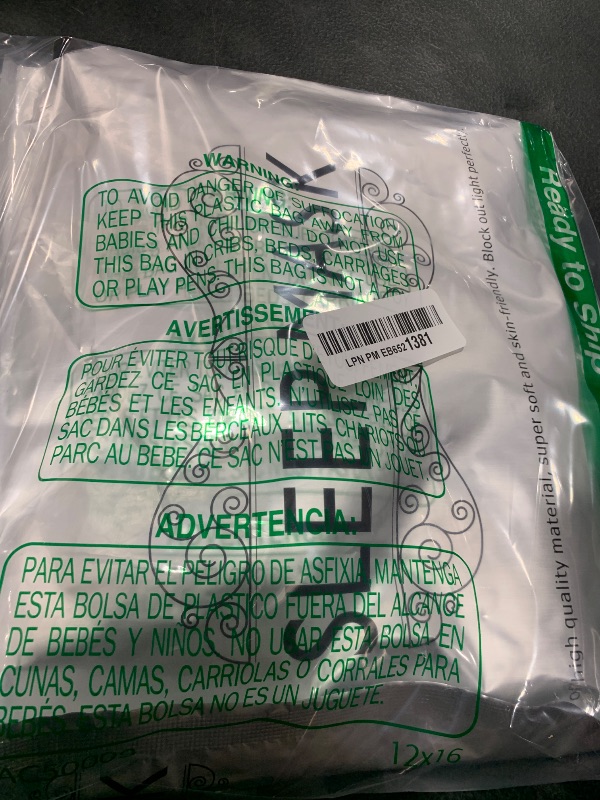 Ready to Ship
WARNING:
TO AVOID DANGER OF SUFFOCATION,
KEEP THIS PLASTIC BAG AWAY FROM
BABIES AND CHILDREN. DO NOT USE
THIS BAG IN CRIBS, BEDS, CARRIAGES
OR PLAY PENS. THIS BAG IS NOT A
AVERTISSEMENT
POUR ÉVITER
GARDEZ CE SAC EN PLASTIQUE LOIN DES
BÉBÉS ET LES ENFANTS. N'UTILISEZ PAS CE
SAC DANS LES BERCEAUX, LITS, CHARIOTS OU
PARC AU BEBE. CE SAC N'EST PAS UN JOUET
LPN PM EB6521381
ADVERTENCIA:
PARA EVITAR EL PELIGRO DE ASFIXIA, MANTENGA
ESTA BOLSA DE PLASTICO FUERA DEL ALCANCE
DE BEBÉS Y NIÑOS. NO USAR ESTA BOLSA EN
CUNAS, CAMAS, CARRIOLAS O CORRALES PARA
BEBÉS. ESTA BOLSA NO ES UN JUGUETE.
12x16
SLEEP MASK
high quality material, super soft and skin-friendly. Block out light perfect!